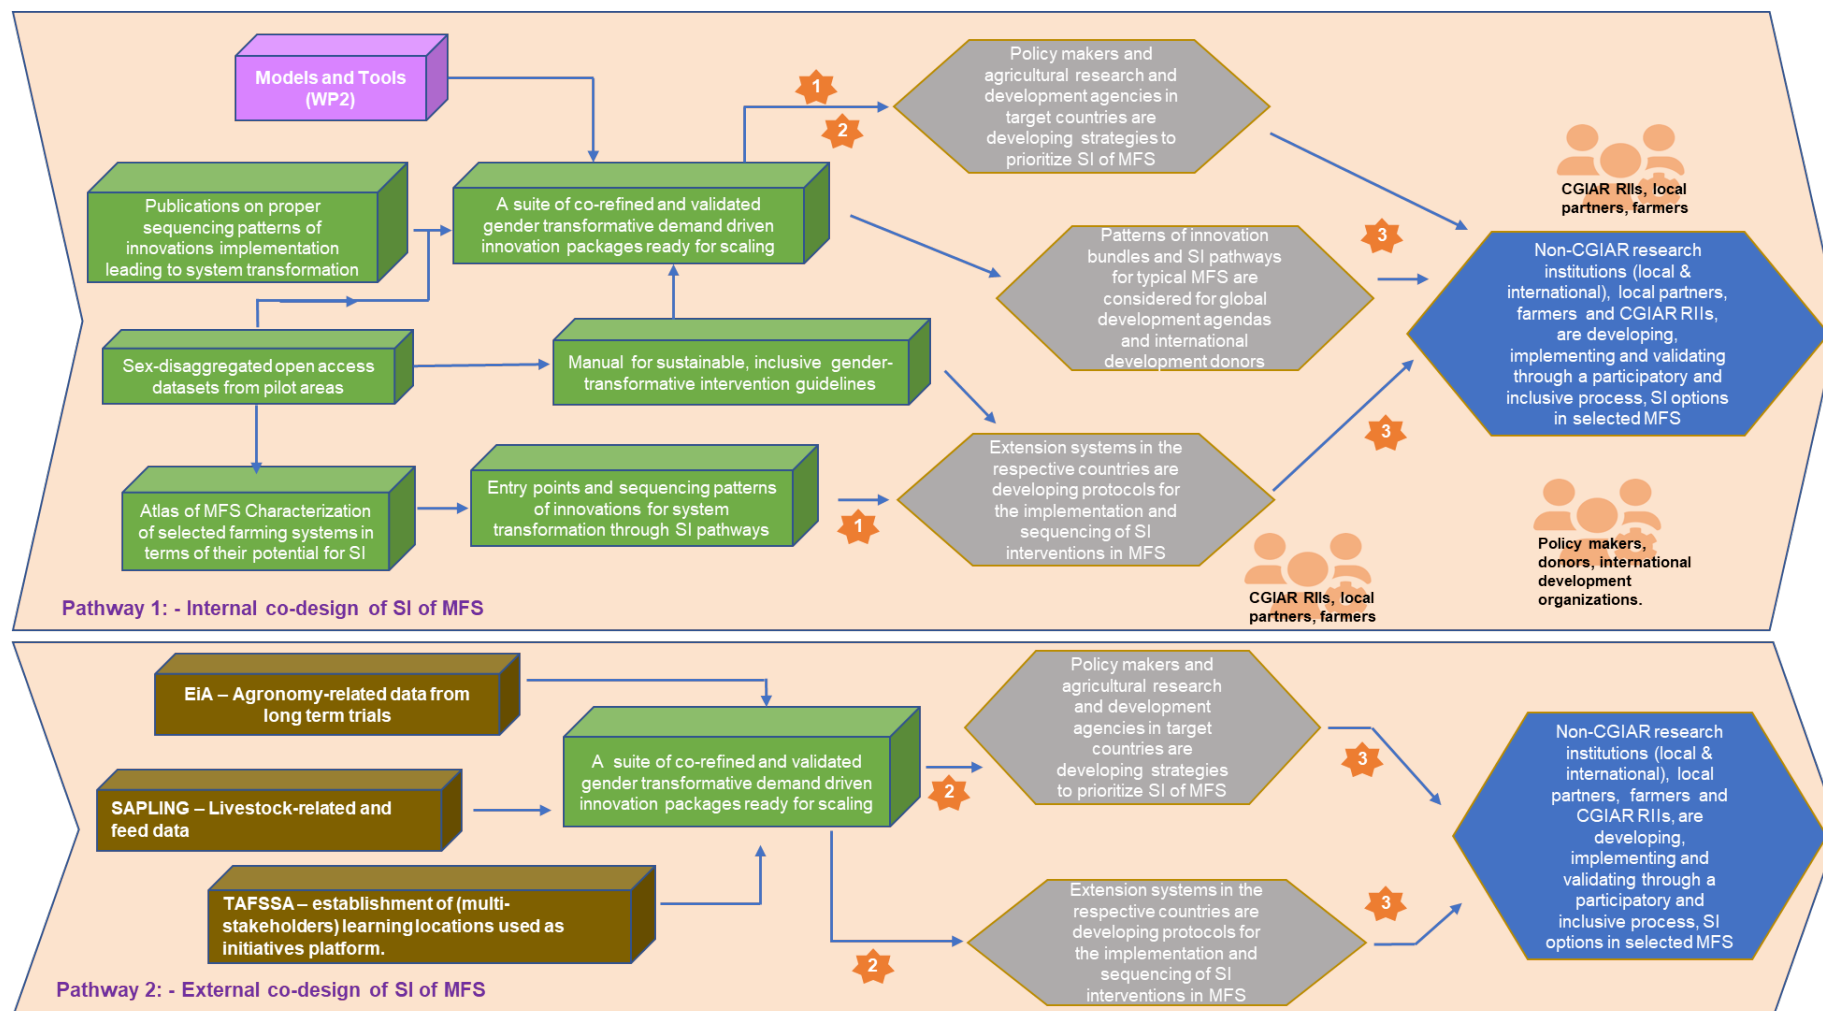 Models and Tools
(WP2)
1
2
Policy makers and
agricultural research and
development agencies in
target countries are
developing strategies to
prioritize SI of MFS
Publications on proper
sequencing patterns of
innovations implementation
leading to system transformation
A suite of co-refined and validated
gender transformative demand driven
innovation packages ready for scaling
CGIAR RIIs, local
partners, farmers
Patterns of innovation
bundles and SI pathways
for typical MFS are
considered for global
development agendas
and international
development donors
3
Non-CGIAR research
institutions (local &
international), local partners,
farmers and CGIAR RIIs,
are developing,
implementing and validating
through a participatory and
inclusive process, SI options
in selected MFS
Sex-disaggregated open access
datasets from pilot areas
Manual for sustainable, inclusive gender-
transformative intervention guidelines
3
Atlas of MFS Characterization
of selected farming systems in
terms of their potential for SI
Entry points and sequencing patterns
of innovations for system
transformation through SI pathways
1
Extension systems in the
respective countries are
developing protocols for
the implementation and
sequencing of SI
interventions in MFS
CGIAR RIIs, local
partners, farmers
Policy makers,
donors, international
development
organizations.
Pathway 1: - Internal co-design of SI of MFS
EiA – Agronomy-related data from
long term trials
SAPLING – Livestock-related and
feed data
TAFSSA – establishment of (multi-
stakeholders) learning locations used as
initiatives platform.
A suite of co-refined and validated
gender transformative demand driven
innovation packages ready for scaling
2
Policy makers and
agricultural research
and development
agencies in target
countries are
developing strategies
to prioritize SI of MFS
3
2
Extension systems in the
respective countries are
developing protocols for
the implementation and
sequencing of SI
interventions in MFS
3
Non-CGIAR research
institutions (local &
international), local
partners, farmers and
CGIAR RIIs, are
developing,
implementing and
validating through a
participatory and
inclusive process, SI
options in selected MFS
Pathway 2: - External co-design of SI of MFS